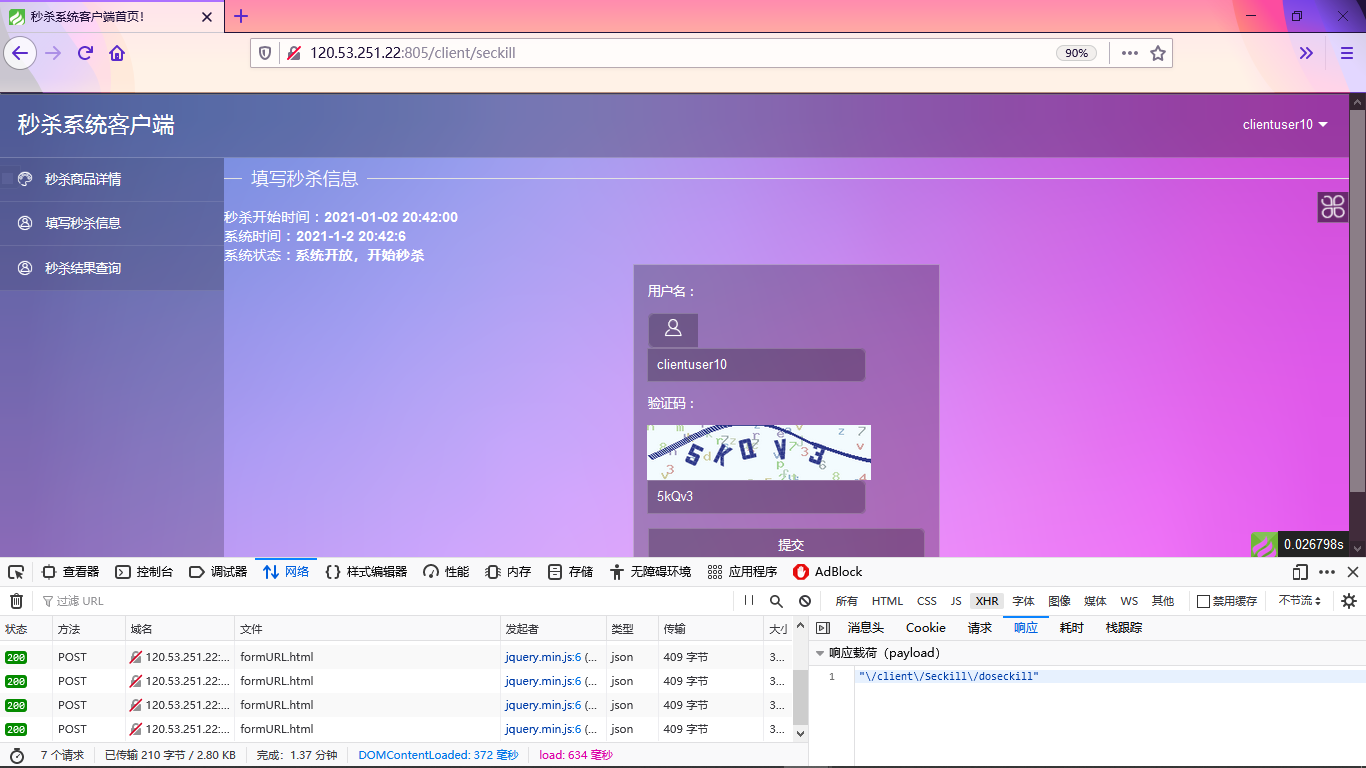 秒杀系统客户端首页!
120.53.251.22:805/client/seckill
90%
秒杀系统客户端
clientuser10
秒杀商品详情
填写秒杀信息
秒杀结果查询
填写秒杀信息
秒杀开始时间：2021-01-02 20:42:00
系统时间：2021-1-2 20:42:6
系统状态：系统开放，开始秒杀
用户名：
clientuser10
验证码：
5KQV3
5kQv3
提交
0.026798s
查看器 控制台 调试器 网络 样式编辑器 性能 内存 存储 无障碍环境 应用程序 AdBlock
过滤 URL
所有 HTML CSS JS XHR 字体 图像 媒体 WS 其他 禁用缓存 不节流
状态 方法 域名 文件 发起者 类型 传输 大小
消息头 Cookie 请求 响应 耗时 栈跟踪
200 POST 120.53.251.22:... formURL.html jquery.min.js:6 (... json 409 字节 3...
200 POST 120.53.251.22:... formURL.html jquery.min.js:6 (... json 409 字节 3...
200 POST 120.53.251.22:... formURL.html jquery.min.js:6 (... json 409 字节 3...
200 POST 120.53.251.22:... formURL.html jquery.min.js:6 (... json 409 字节 3...
响应载荷（payload）
1 "\/client\/Seckill\/doseckill"
7 个请求 已传输 210 字节 / 2.80 KB 完成：1.37 分钟 DOMContentLoaded: 372 毫秒 load: 634 毫秒